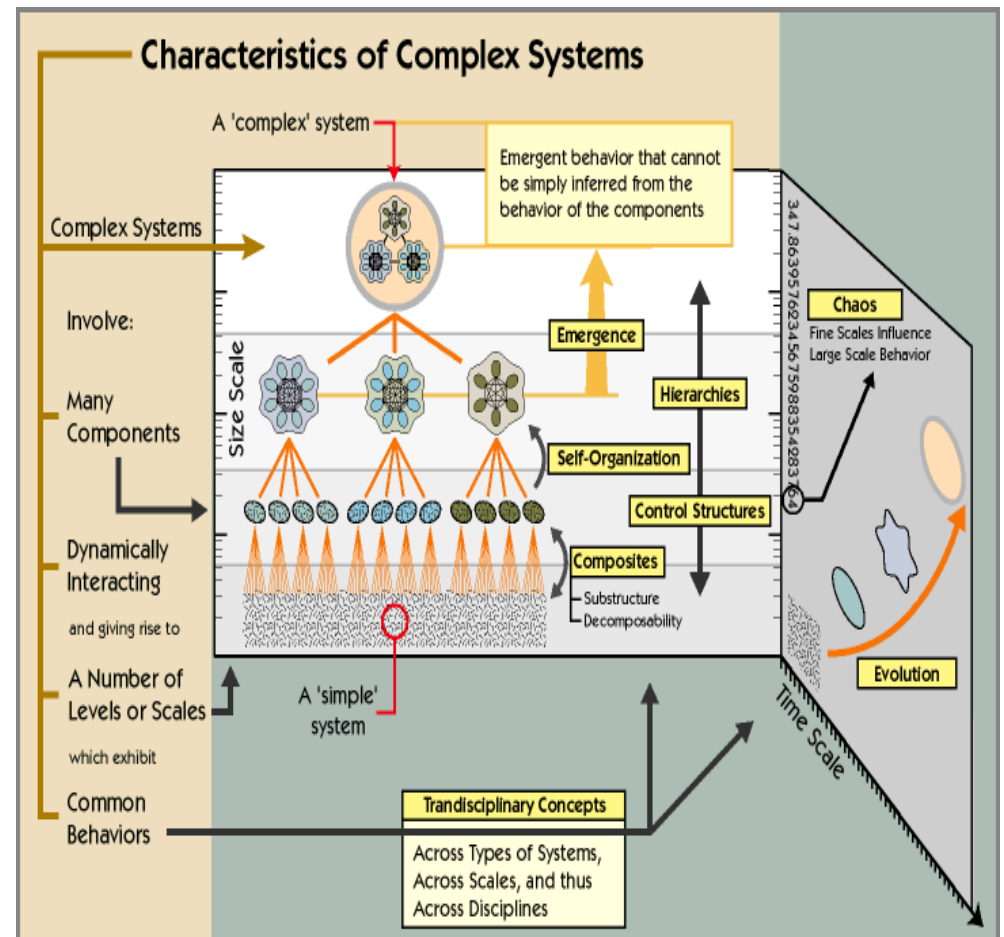 Characteristics of Complex Systems
A 'complex' system
Emergent behavior that cannot
be simply inferred from the
behavior of the components
Complex Systems
Involve:
Many
Components
Dynamically
Interacting
and giving rise to
A Number of
Levels or Scales
which exhibit
Common
Behaviors
Size Scale
Emergence
Hierarchies
Self-Organization
Control Structures
Composites
Substructure
Decomposability
A 'simple'
system
347.86395762345675988354283764
Chaos
Fine Scales Influence
Large Scale Behavior
Evolution
Time Scale
Trandisciplinary Concepts
Across Types of Systems,
Across Scales, and thus
Across Disciplines